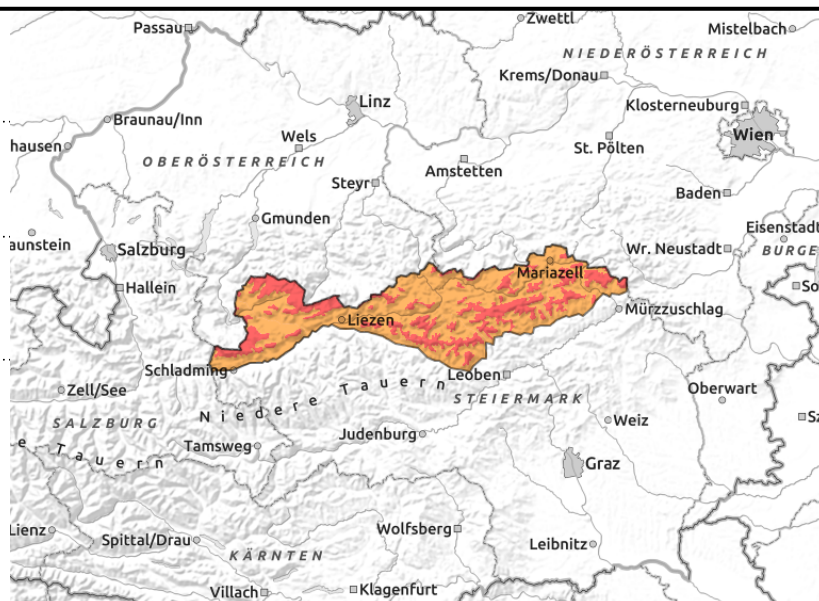 Zwettl
Passau
Mistelbach
NIEDERÖSTERREICH
Krems/Donau
Linz
Klosterneuburg
Braunau/Inn
Wels
Wien
hausen
St. Pölten
OBERÖSTERREICH
Amstetten
Steyr
Baden
Gmunden
Eisenstadt
aunstein
Salzburg
Wr. Neustadt
BURGE
Mariazell
Hallein
So
Mürzzuschlag
Liezen
Schladming
Leoben
Zell/See
Niedere Tauern
Oberwart
STEIERMARK
SALZBURG
Weiz
Sz
Judenburg
e Tauern
Tamsweg
Graz
Lienz
Wolfsberg
Spittal/Drau
Leibnitz
KÄRNTEN
Villach
Klagenfurt